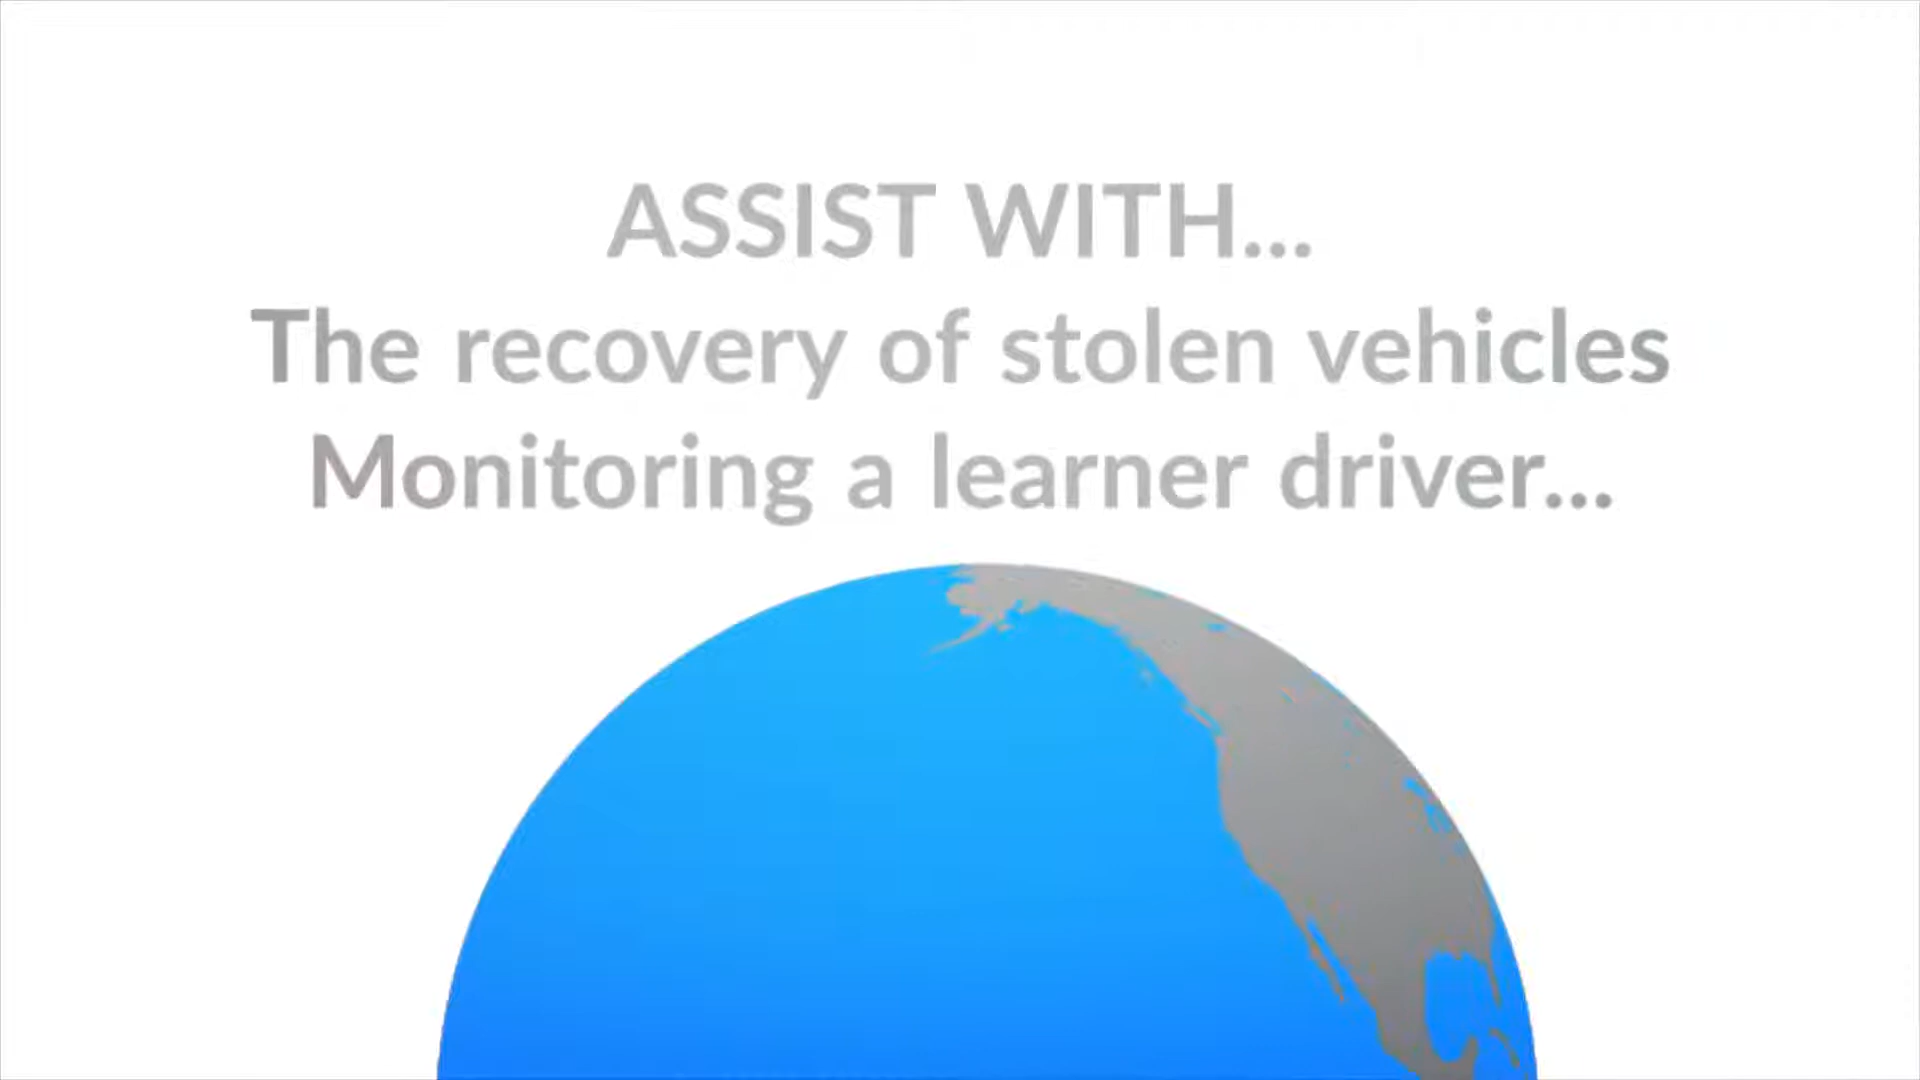 ASSIST WITH...
The recovery of stolen vehicles
Monitoring a learner driver...